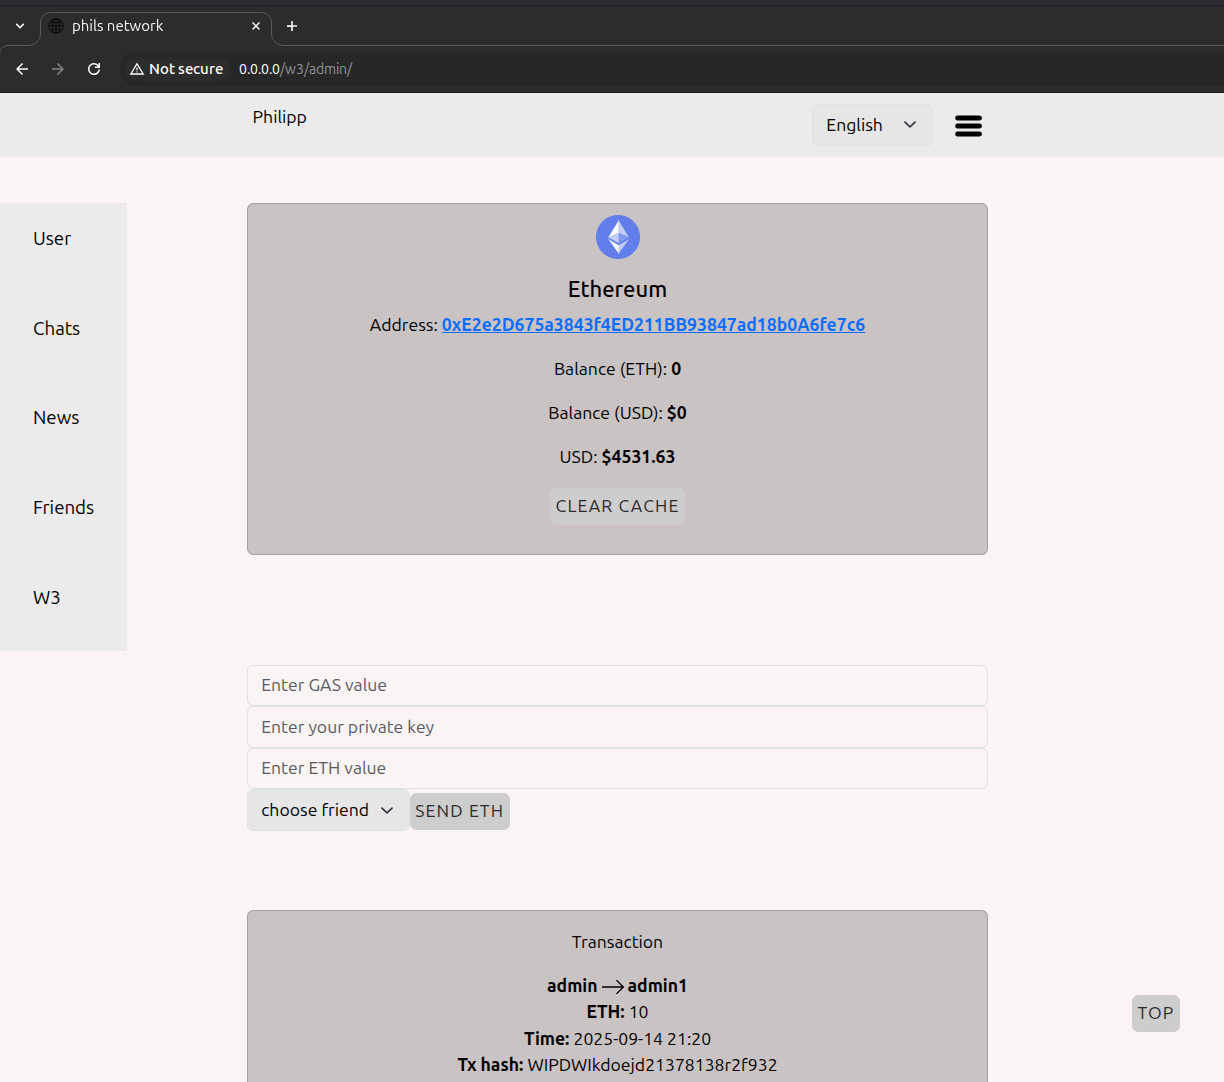 phils network
Not secure 0.0.0.0/w3/admin/
Philipp
English
User
Chats
News
Friends
W3
Ethereum
Address: 0xE2e2D675a3843f4ED211BB93847ad18b0A6fe7c6
Balance (ETH): 0
Balance (USD): $0
USD: $4531.63
CLEAR CACHE
Enter GAS value
Enter your private key
Enter ETH value
choose friend
SEND ETH
Transaction
admin → admin1
ETH: 10
Time: 2025-09-14 21:20
Tx hash: WIPDWIkdoejd21378138r2f932
TOP